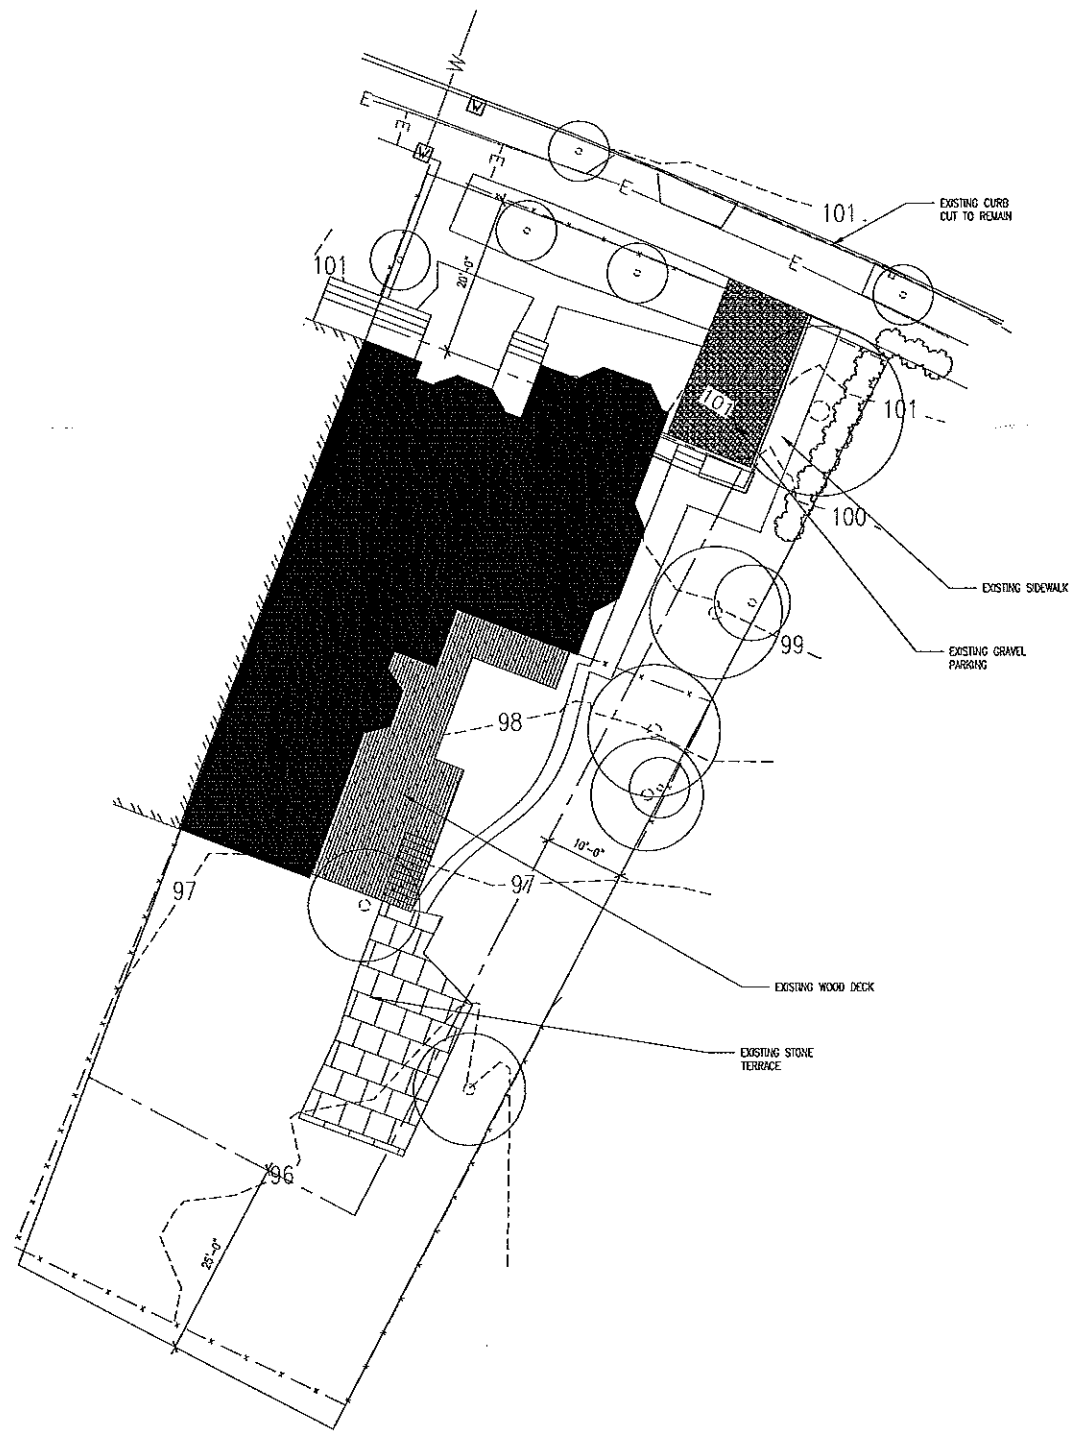 W
E
W
E
W
E
E
101
EXISTING CURB
CUT TO REMAIN
101
20'-0"
E
101
101
100
EXISTING SIDEWALK
99
EXISTING GRAVEL
PARKING
98
10'-0"
97
97
EXISTING WOOD DECK
EXISTING STONE
TERRACE
96
25'-0"